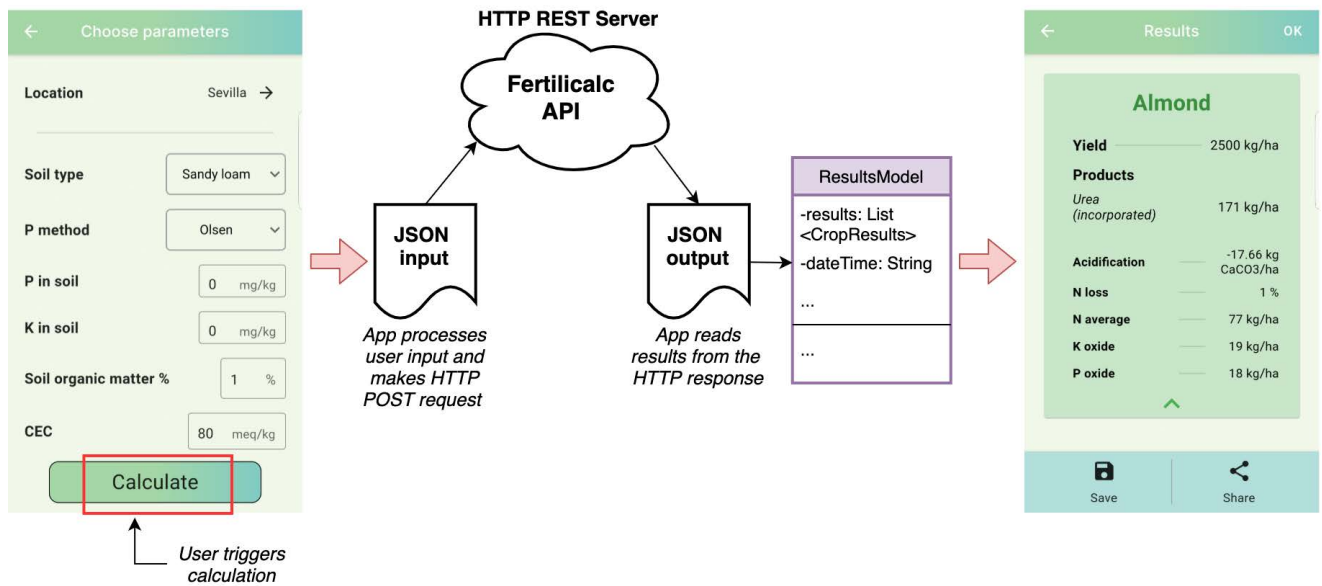 ← Choose parameters
Location Sevilla →
Soil type Sandy loam
P method Olsen
P in soil 0 mg/kg
K in soil 0 mg/kg
Soil organic matter % 1 %
CEC 80 meq/kg
Calculate
User triggers
calculation
JSON
input
App processes
user input and
makes HTTP
POST request
HTTP REST Server
Fertilicalc
API
JSON
output
App reads
results from the
HTTP response
ResultsModel
-results: List
<CropResults>
-dateTime: String
...
...
← Results OK
Almond
Yield 2500 kg/ha
Products
Urea
(incorporated) 171 kg/ha
Acidification -17.66 kg
CaCO3/ha
N loss 1 %
N average 77 kg/ha
K oxide 19 kg/ha
P oxide 18 kg/ha
Save Share